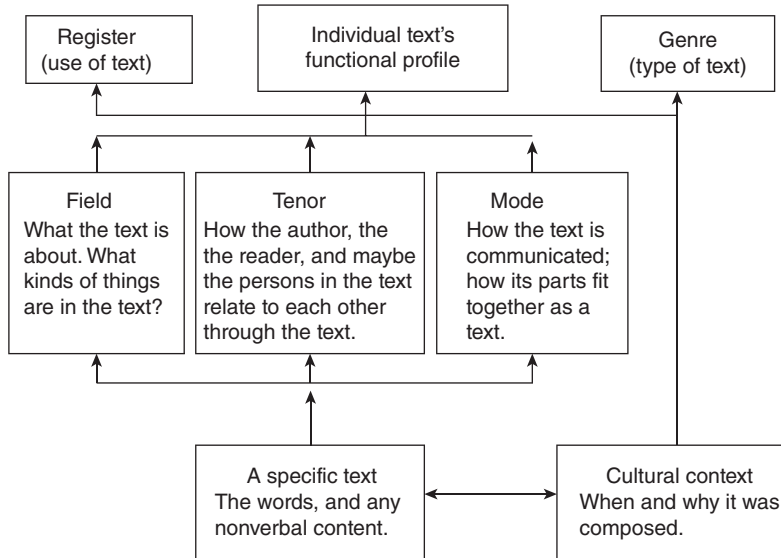 Register
(use of text)
Individual text's
functional profile
Genre
(type of text)
Field
What the text is
about. What
kinds of things
are in the text?
Tenor
How the author, the
the reader, and maybe
the persons in the text
relate to each other
through the text.
Mode
How the text is
communicated;
how its parts fit
together as a
text.
A specific text
The words, and any
nonverbal content.
Cultural context
When and why it was
composed.